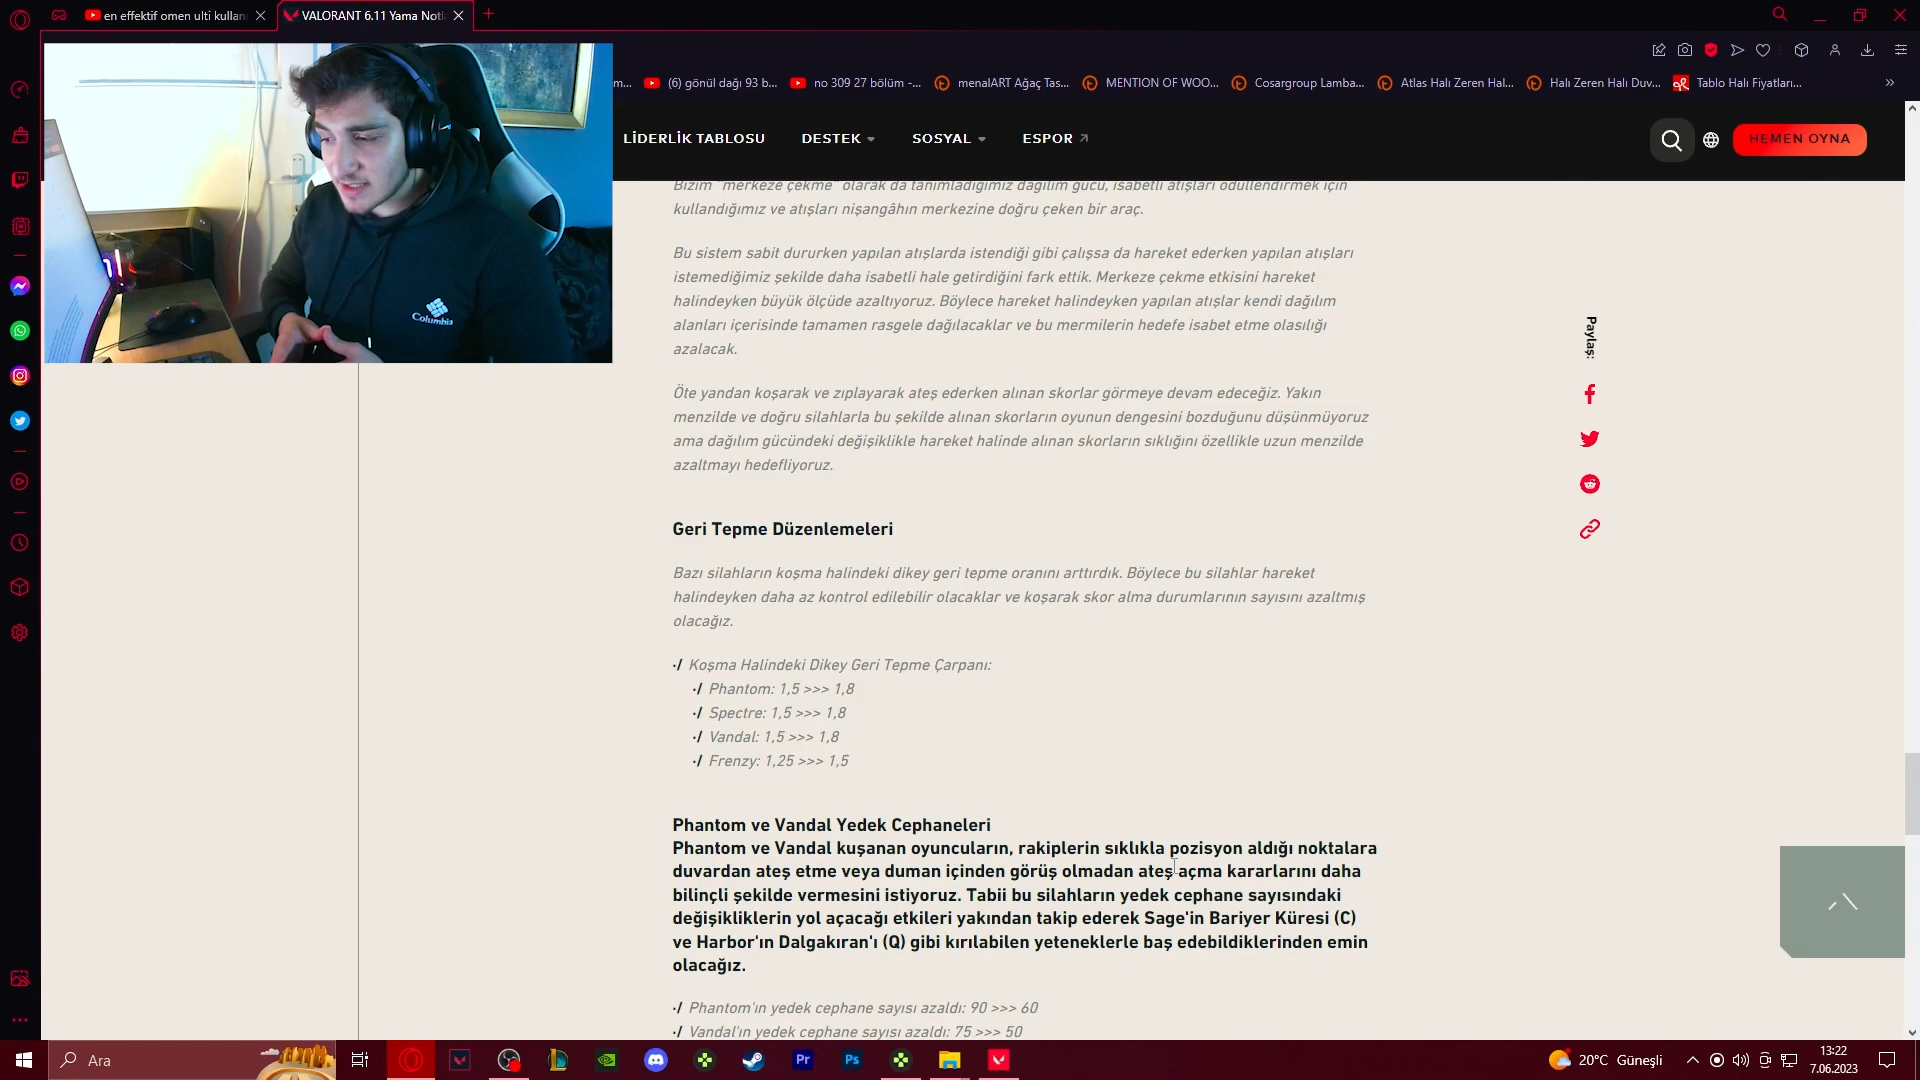 en effektif omen ulti kullanı
VALORANT 6.11 Yama Notl
m...
(6) gönül dağı 93 b...
no 309 27 bölüm -...
menalART Ağaç Tas...
MENTION OF WOO...
Cosargroup Lamba...
Atlas Halı Zeren Hal...
Halı Zeren Halı Duv...
Tablo Halı Fiyatları...
LİDERLİK TABLOSU
DESTEK
SOSYAL
ESPOR
HEMEN OYNA
Columbia
Bizim "merkeze çekme" olarak da tanımladığımız dağılım gücü, isabetli atışları ödüllendirmek için
kullandığımız ve atışları nişangâhın merkezine doğru çeken bir araç.
Bu sistem sabit dururken yapılan atışlarda istendiği gibi çalışsa da hareket ederken yapılan atışları
istemediğimiz şekilde daha isabetli hale getirdiğini fark ettik. Merkeze çekme etkisini hareket
halindeyken büyük ölçüde azaltıyoruz. Böylece hareket halindeyken yapılan atışlar kendi dağılım
alanları içerisinde tamamen rasgele dağılacaklar ve bu mermilerin hedefe isabet etme olasılığı
azalacak.
Öte yandan koşarak ve zıplayarak ateş ederken alınan skorlar görmeye devam edeceğiz. Yakın
menzilde ve doğru silahlarla bu şekilde alınan skorların oyunun dengesini bozduğunu düşünmüyoruz
ama dağılım gücündeki değişiklikle hareket halinde alınan skorların sıklığını özellikle uzun menzilde
azaltmayı hedefliyoruz.
Paylaş:
Geri Tepme Düzenlemeleri
Bazı silahların koşma halindeki dikey geri tepme oranını arttırdık. Böylece bu silahlar hareket
halindeyken daha az kontrol edilebilir olacaklar ve koşarak skor alma durumlarının sayısını azaltmış
olacağız.
·/ Koşma Halindeki Dikey Geri Tepme Çarpanı:
·/ Phantom: 1,5 >>> 1,8
·/ Spectre: 1,5 >>> 1,8
·/ Vandal: 1,5 >>> 1,8
·/ Frenzy: 1,25 >>> 1,5
Phantom ve Vandal Yedek Cephaneleri
Phantom ve Vandal kuşanan oyuncuların, rakiplerin sıklıkla pozisyon aldığı noktalara
duvardan ateş etme veya duman içinden görüş olmadan ateş açma kararlarını daha
bilinçli şekilde vermesini istiyoruz. Tabii bu silahların yedek cephane sayısındaki
değişikliklerin yol açacağı etkileri yakından takip ederek Sage'in Bariyer Küresi (C)
ve Harbor'ın Dalgakıran'ı (Q) gibi kırılabilen yeteneklerle baş edebildiklerinden emin
olacağız.
·/ Phantom'ın yedek cephane sayısı azaldı: 90 >>> 60
·/ Vandal'ın yedek cephane sayısı azaldı: 75 >>> 50
Ara
Pr
Ps
20°C Güneşli
13:22
7.06.2023